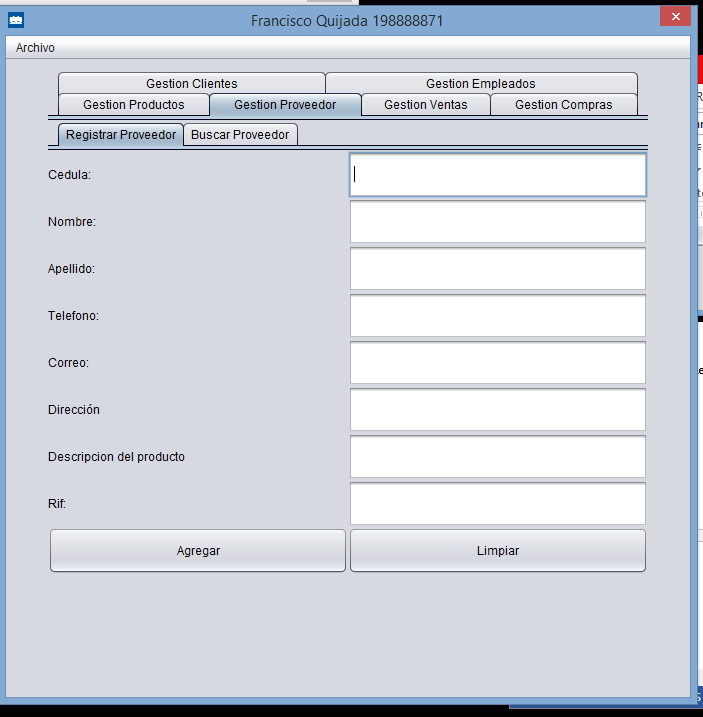 Francisco Quijada 198888871
Archivo
Gestion Clientes Gestion Empleados
Gestion Productos Gestion Proveedor Gestion Ventas Gestion Compras
Registrar Proveedor Buscar Proveedor
Cedula:
Nombre:
Apellido:
Telefono:
Correo:
Dirección
Descripcion del producto
Rif:
Agregar Limpiar